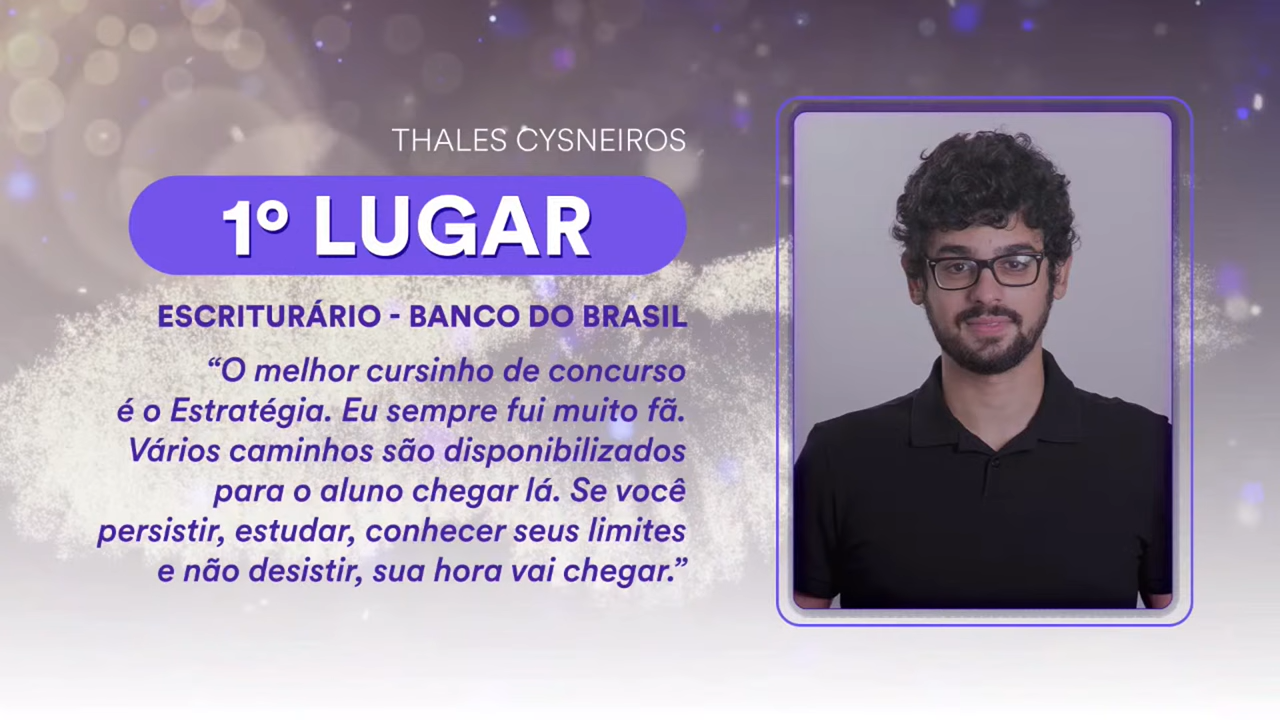 THALES CYSNEIROS
1º LUGAR
ESCRITURÁRIO - BANCO DO BRASIL
“O melhor cursinho de concurso
é o Estratégia. Eu sempre fui muito fã.
Vários caminhos são disponibilizados
para o aluno chegar lá. Se você
persistir, estudar, conhecer seus limites
e não desistir, sua hora vai chegar.”